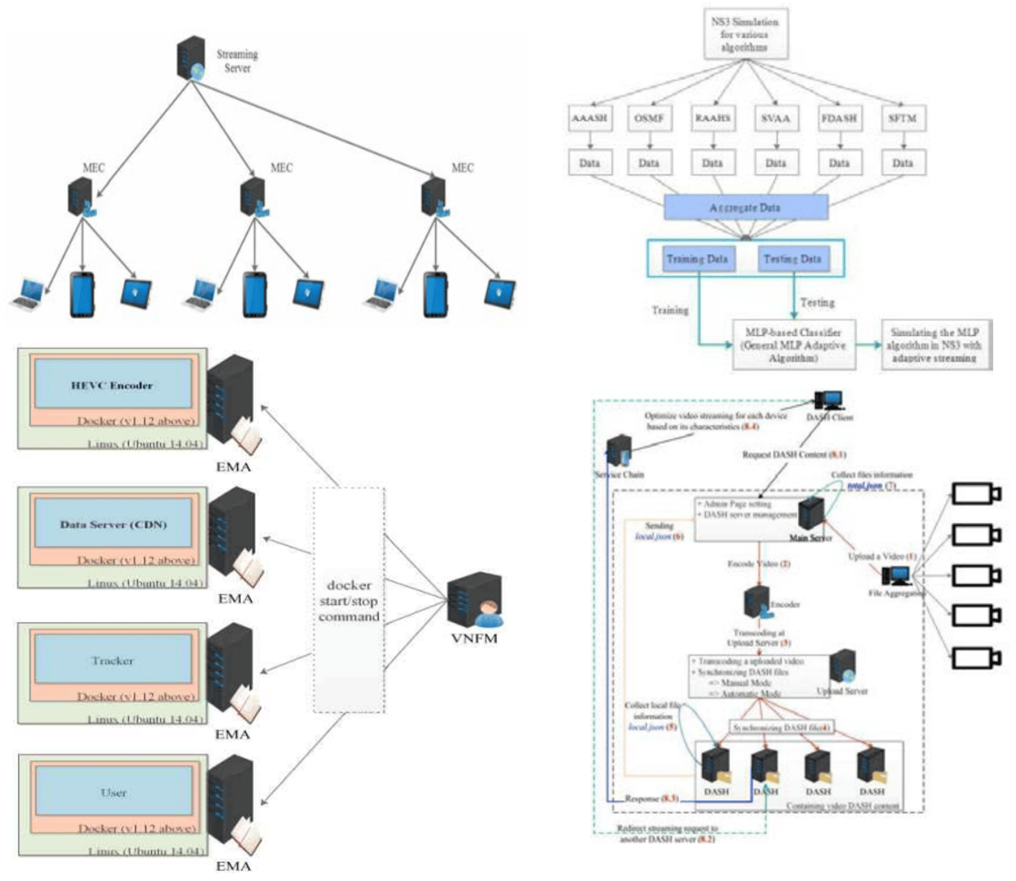 Streaming
Server
MEC
MEC
MEC
NS3 Simulation
for various
algorithms
AAASH
OSMF
RAAHS
SVAA
FDASH
SFTM
Data
Data
Data
Data
Data
Data
Aggregate Data
Training Data
Testing Data
Training
Testing
MLP-based Classifier
(General MLP Adaptive
Algorithm)
Simulating the MLP
algorithm in NS3 with
adaptive streaming
HEVC Encoder
Docker (v1.12 above)
Linux (Ubuntu 14.04)
EMA
Data Server (CDN)
Docker (v1.12 above)
Linux (Ubuntu 14.04)
EMA
Tracker
Docker (v1.12 above)
Linux (Ubuntu 14.04)
EMA
User
Docker (v1.12 above)
Linux (Ubuntu 14.04)
EMA
docker
start/stop
command
VNFM
DASH Client
Optimize video streaming for each device
based on its characteristics (8.4)
Service Chain
Request DASH Content (8.1)
Collect files information
total.json (7)
+ Admin Page setting
+ DASH server management
Main Server
Sending
local.json (6)
Upload a Video (1)
File Aggregation
Encode Video (2)
Encoder
Transcoding at
Upload Server (3)
+ Transcoding a uploaded video
+ Synchronizing DASH files
=> Manual Mode
=> Automatic Mode
Upload Server
Collect local file
information
local.json (5)
Synchronizing DASH file(4)
DASH
DASH
DASH
DASH
Response (8.3)
Containing video DASH content
Redirect streaming request to
another DASH server (8.2)